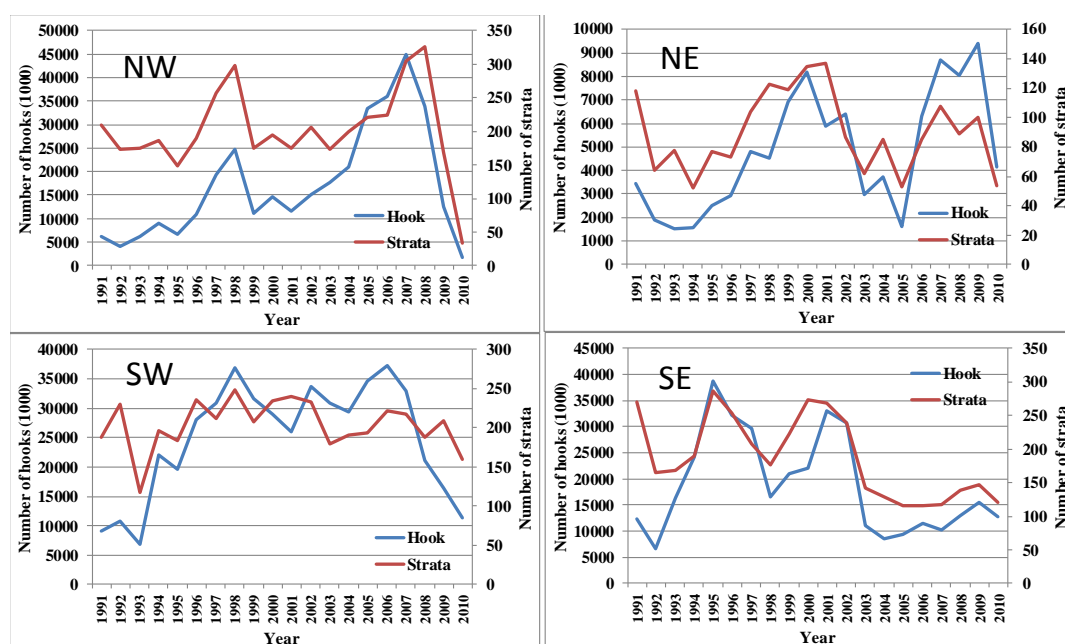 NW
Number of hooks (1000)
50000
45000
40000
35000
30000
25000
20000
15000
10000
5000
0
350
300
250
200
150
100
50
0
Number of strata
Hook
Strata
1991 1992 1993 1994 1995 1996 1997 1998 1999 2000 2001 2002 2003 2004 2005 2006 2007 2008 2009 2010
Year
NE
Number of hooks (1000)
10000
9000
8000
7000
6000
5000
4000
3000
2000
1000
0
160
140
120
100
80
60
40
20
0
Number of strata
Hook
Strata
1991 1992 1993 1994 1995 1996 1997 1998 1999 2000 2001 2002 2003 2004 2005 2006 2007 2008 2009 2010
Year
SW
Number of hooks (1000)
40000
35000
30000
25000
20000
15000
10000
5000
0
300
250
200
150
100
50
0
Number of strata
Hook
Strata
1991 1992 1993 1994 1995 1996 1997 1998 1999 2000 2001 2002 2003 2004 2005 2006 2007 2008 2009 2010
Year
SE
Number of hooks (1000)
45000
40000
35000
30000
25000
20000
15000
10000
5000
0
350
300
250
200
150
100
50
0
Number of strata
Hook
Strata
1991 1992 1993 1994 1995 1996 1997 1998 1999 2000 2001 2002 2003 2004 2005 2006 2007 2008 2009 2010
Year